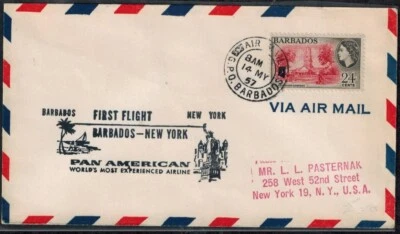 AIR
8AM
14 MY
57
G.P.O. BARBADOS
BARBADOS
24
CENTS
VIA AIR MAIL
BARBADOS FIRST FLIGHT NEW YORK
BARBADOS—NEW YORK
PAN AMERICAN
WORLD'S MOST EXPERIENCED AIRLINE
MR. L. L. PASTERNAK
258 West 52nd Street
New York 19, N. Y., U.S.A.